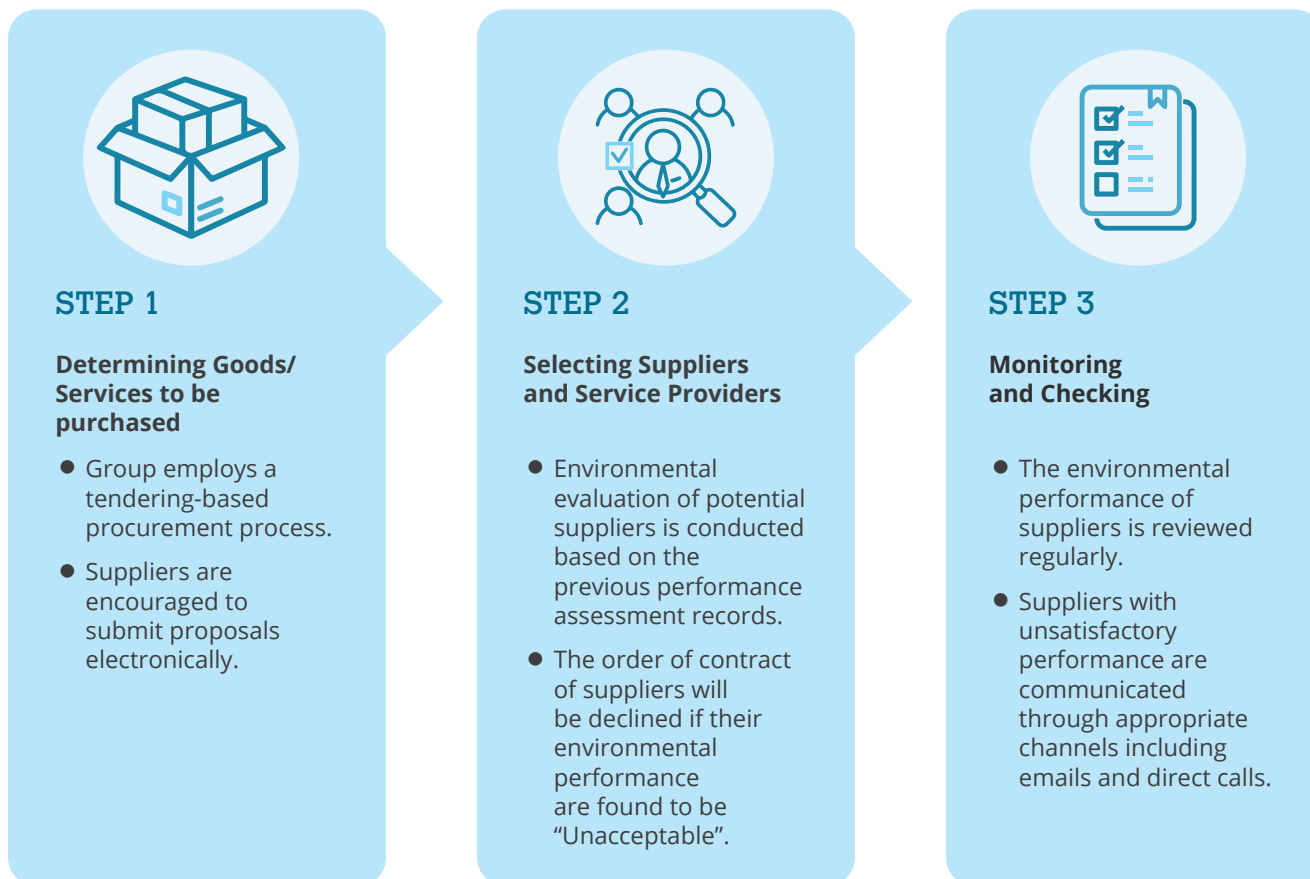 STEP 1
Determining Goods/
Services to be
purchased
● Group employs a
tendering-based
procurement process.
● Suppliers are
encouraged to
submit proposals
electronically.
STEP 2
Selecting Suppliers
and Service Providers
● Environmental
evaluation of potential
suppliers is conducted
based on the
previous performance
assessment records.
● The order of contract
of suppliers will
be declined if their
environmental
performance
are found to be
“Unacceptable”.
STEP 3
Monitoring
and Checking
● The environmental
performance of
suppliers is reviewed
regularly.
● Suppliers with
unsatisfactory
performance are
communicated
through appropriate
channels including
emails and direct calls.